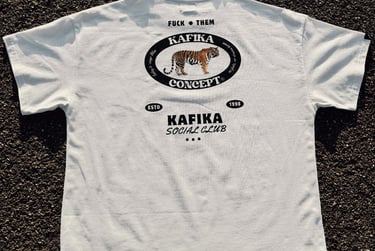 FUCK • THEM
KAFIKA
CONCEPT
ESTD 1998
KAFIKA
SOCIAL CLUB